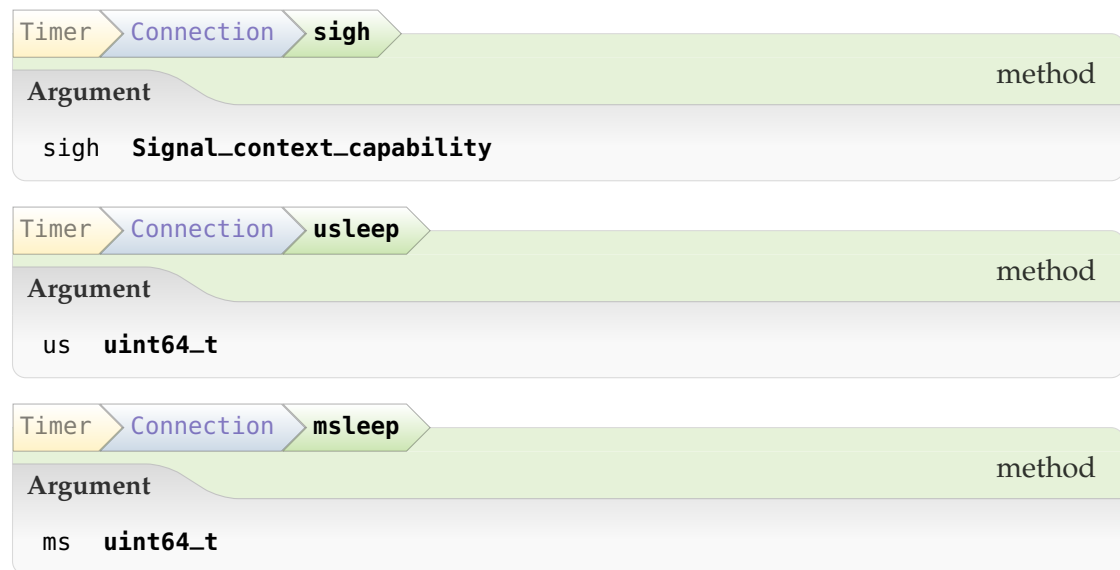 Timer Connection sigh
method
Argument
sigh Signal_context_capability
Timer Connection usleep
method
Argument
us uint64_t
Timer Connection msleep
method
Argument
ms uint64_t